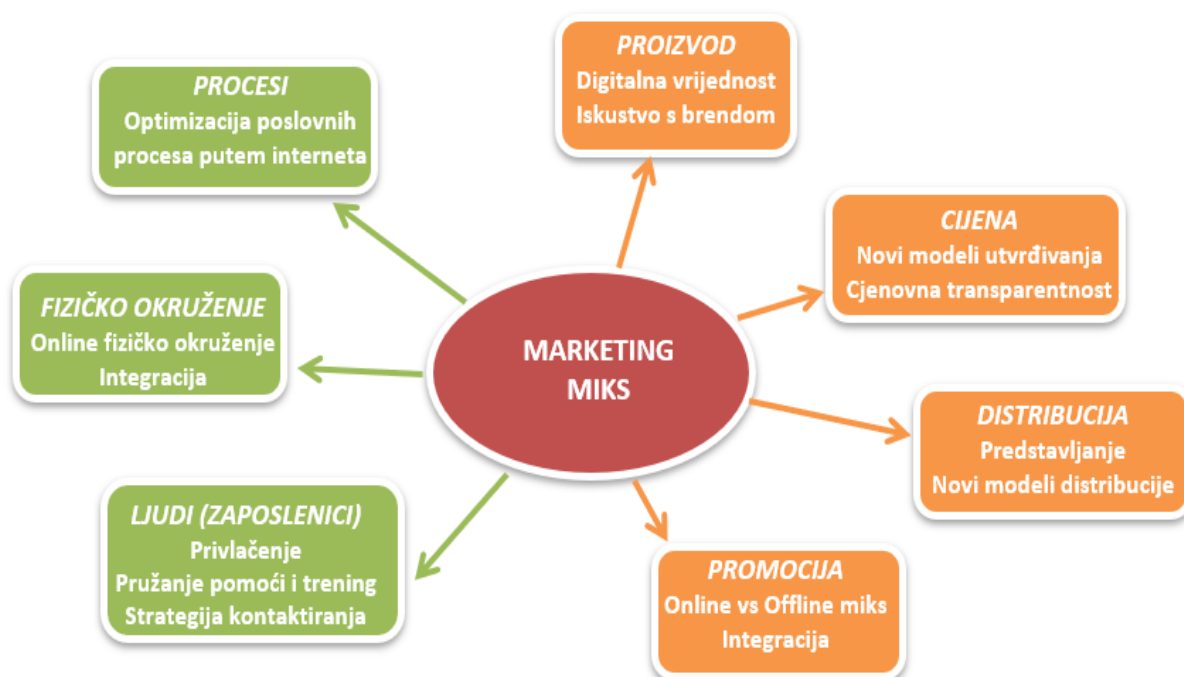 PROIZVOD
Digitalna vrijednost
Iskustvo s brendom
PROCESI
Optimizacija poslovnih
procesa putem interneta
CIJENA
Novi modeli utvrđivanja
Cjenovna transparentnost
FIZIČKO OKRUŽENJE
Online fizičko okruženje
Integracija
MARKETING
MIKS
DISTRIBUCIJA
Predstavljanje
Novi modeli distribucije
LJUDI (ZAPOSLENICI)
Privlačenje
Pružanje pomoći i trening
Strategija kontaktiranja
PROMOCIJA
Online vs Offline miks
Integracija